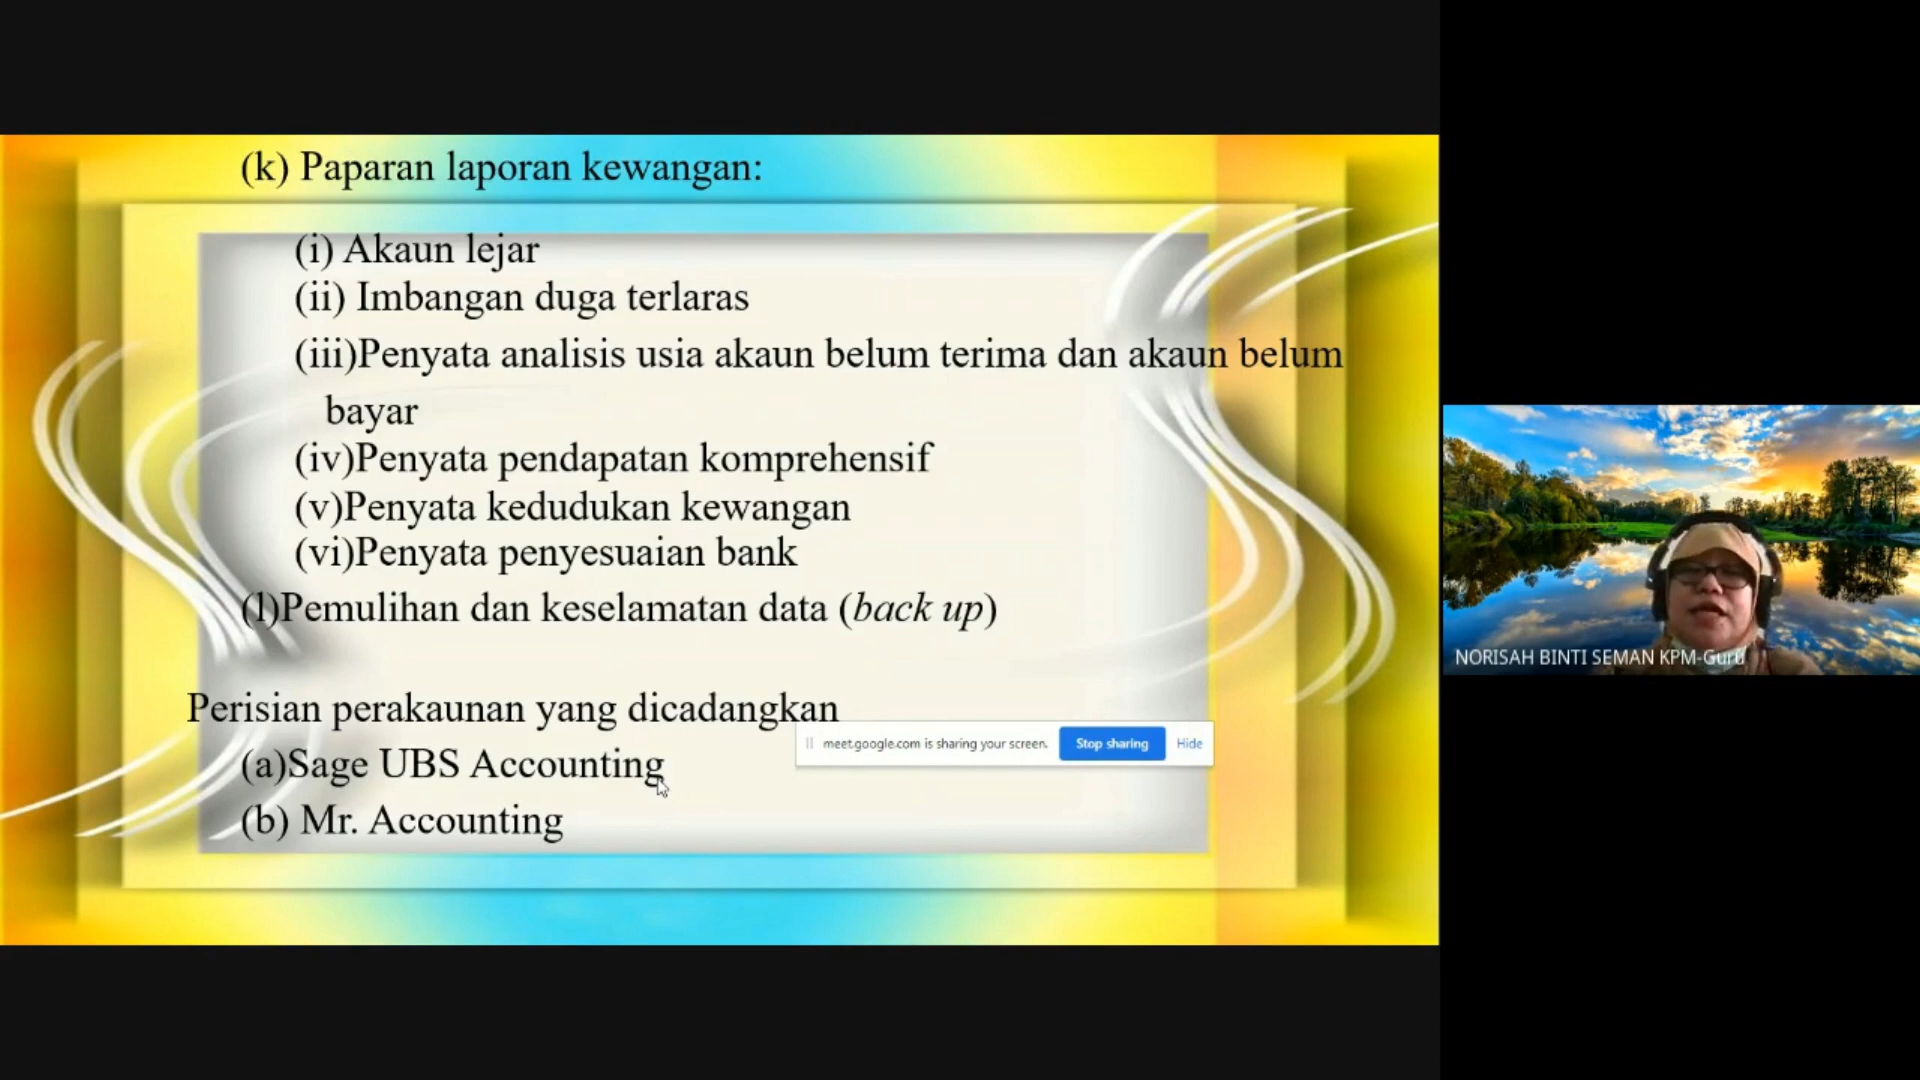 (k) Paparan laporan kewangan:
(i) Akaun lejar
(ii) Imbangan duga terlaras
(iii)Penyata analisis usia akaun belum terima dan akaun belum
bayar
(iv)Penyata pendapatan komprehensif
(v)Penyata kedudukan kewangan
(vi)Penyata penyesuaian bank
(l)Pemulihan dan keselamatan data (back up)
Perisian perakaunan yang dicadangkan
(a)Sage UBS Accounting
(b) Mr. Accounting
meet.google.com is sharing your screen.
Stop sharing
Hide
NORISAH BINTI SEMAN KPM-Guru